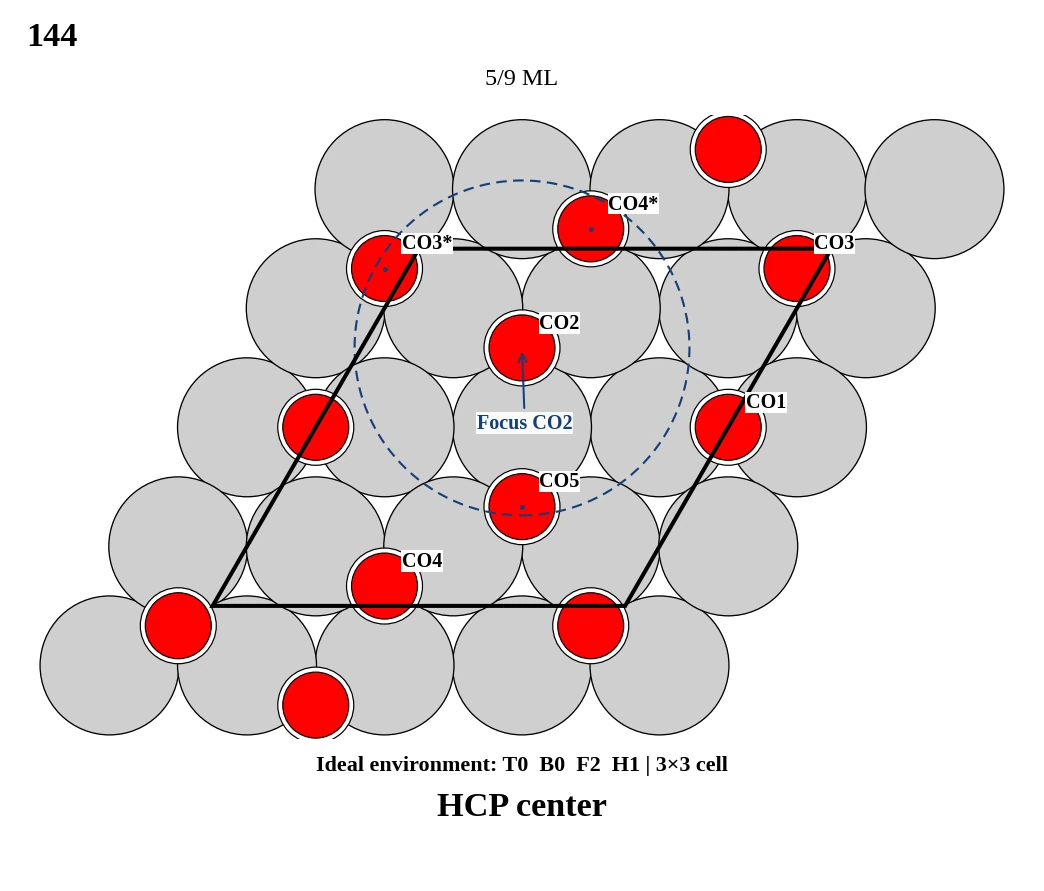 144
5/9 ML
CO4*
CO3*
CO3
CO2
CO1
Focus CO2
CO5
CO4
Ideal environment: T0  B0  F2  H1 | 3×3 cell
HCP center